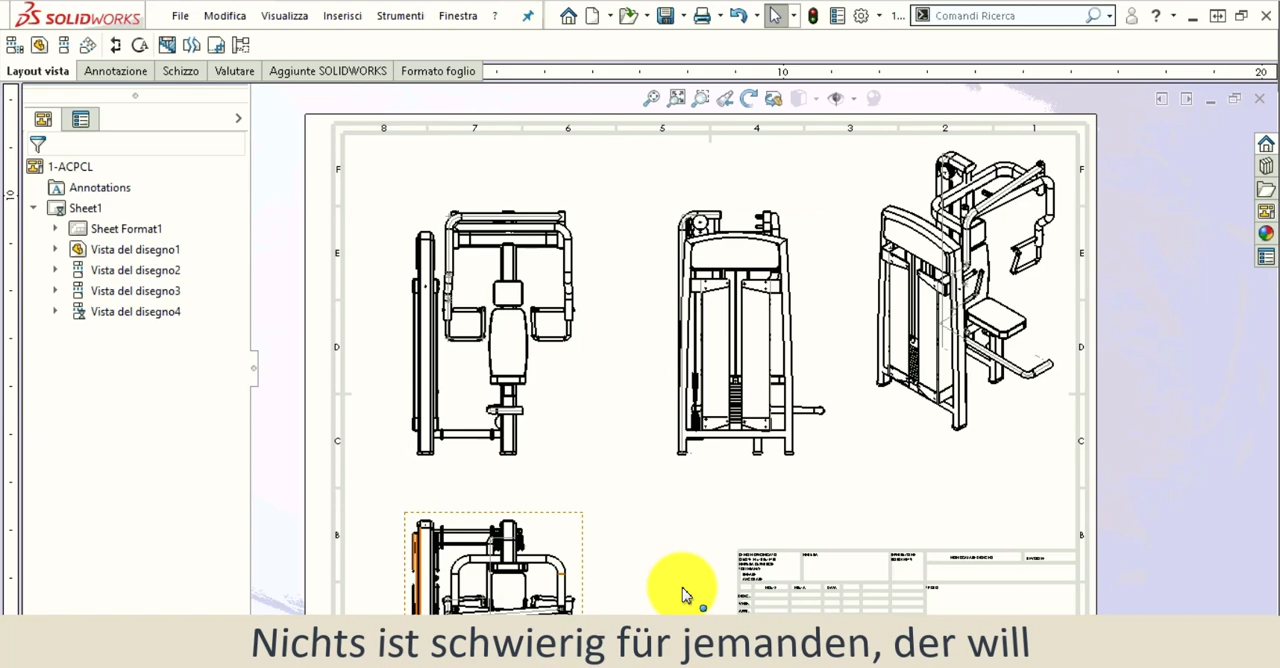 SOLIDWORKS
File Modifica Visualizza Inserisci Strumenti Finestra ?
1...
Comandi Ricerca
?
Layout vista Annotazione Schizzo Valutare Aggiunte SOLIDWORKS Formato foglio
10 20
10
1-ACPCL
Annotations
Sheet1
Sheet Format1
Vista del disegno1
Vista del disegno2
Vista del disegno3
Vista del disegno4
8 7 6 5 4 3 2 1
F F
E E
D D
C C
B B
Nichts ist schwierig für jemanden, der will